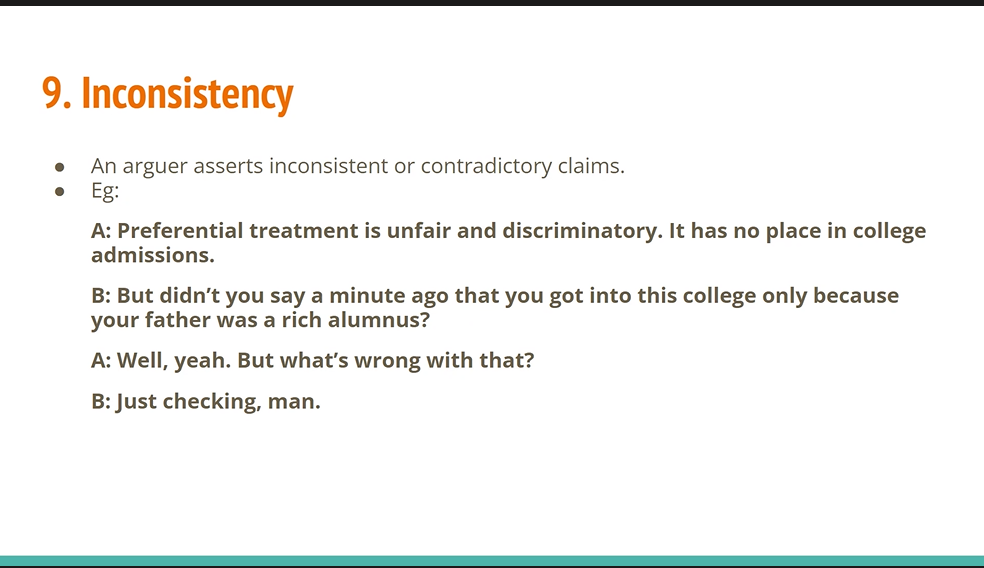 9. Inconsistency
● An arguer asserts inconsistent or contradictory claims.
● Eg:
A: Preferential treatment is unfair and discriminatory. It has no place in college
admissions.
B: But didn’t you say a minute ago that you got into this college only because
your father was a rich alumnus?
A: Well, yeah. But what’s wrong with that?
B: Just checking, man.